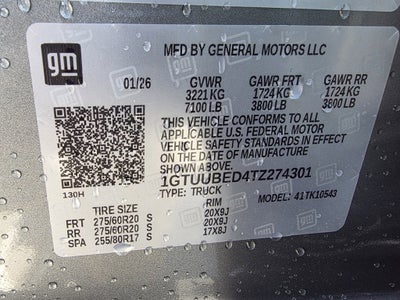 gm
MFD BY GENERAL MOTORS LLC
01/26 GVWR GAWR FRT GAWR RR
3221 KG 1724 KG 1724 KG
7100 LB 3800 LB 3800 LB
THIS VEHICLE CONFORMS TO ALL
APPLICABLE U.S. FEDERAL MOTOR
VEHICLE SAFETY STANDARDS IN EFFECT
ON THE DATE OF MANUFACTURE
1GTUUBED4TZ274301
TYPE: TRUCK MODEL: 41TK10543
130H
TIRE SIZE RIM
FRT 275/60R20 S 20X9J
RR 275/60R20 S 20X9J
SPA 255/80R17 S 17X8J